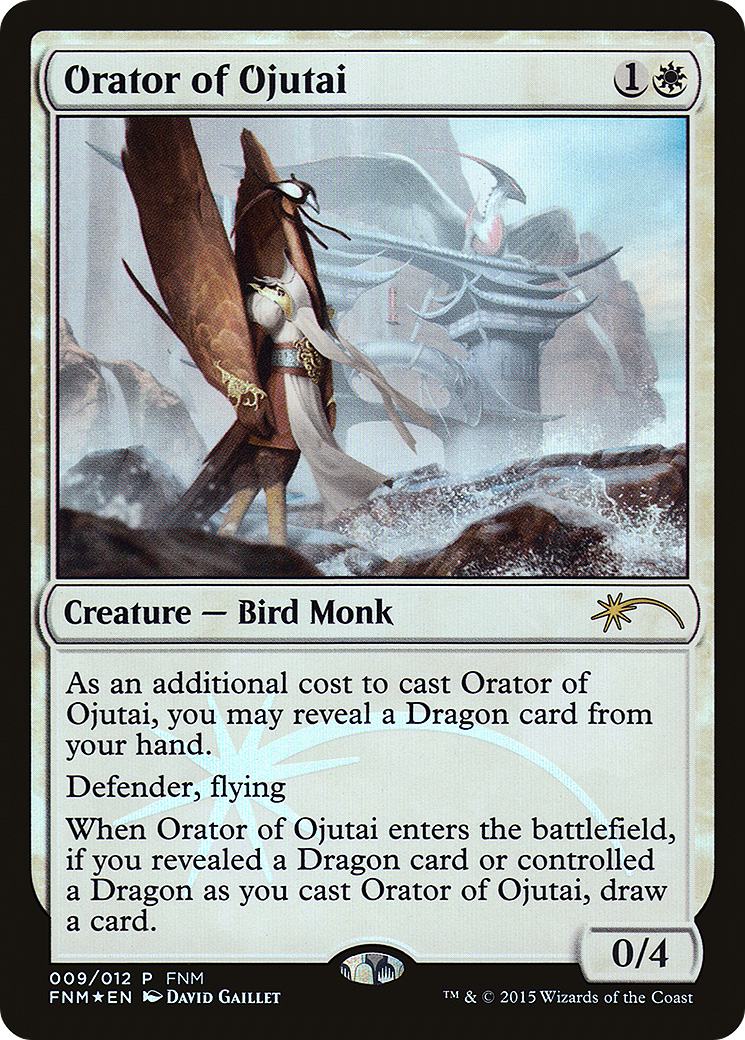 Orator of Ojutai
1
Creature — Bird Monk
As an additional cost to cast Orator of
Ojutai, you may reveal a Dragon card from
your hand.
Defender, flying
When Orator of Ojutai enters the battlefield,
if you revealed a Dragon card or controlled
a Dragon as you cast Orator of Ojutai, draw
a card.
0/4
009/012 P FNM
FNM★EN David Gaillet
™ & © 2015 Wizards of the Coast